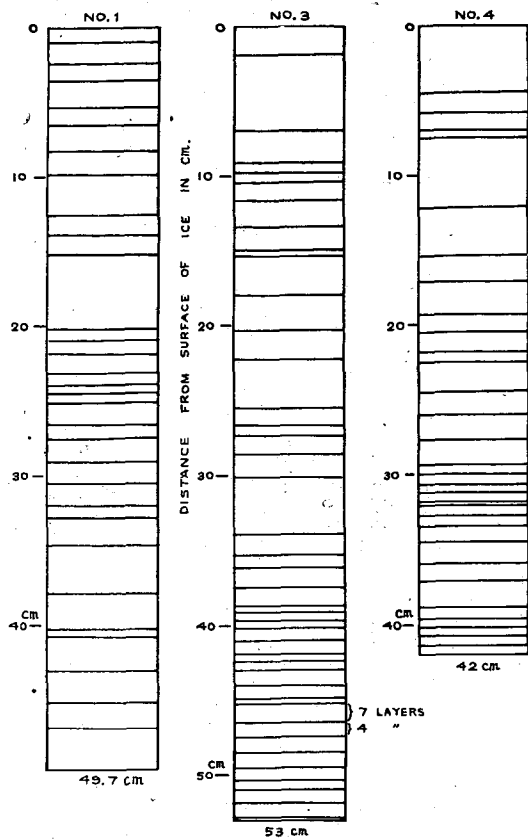 NO. 1
NO. 3
NO. 4
0
10
20
30
cm
40
49.7 cm
DISTANCE FROM SURFACE OF ICE IN CM.
0
10
20
30
40
cm
50
53 cm
7 LAYERS
4 "
0
10
20
30
cm
40
42 cm